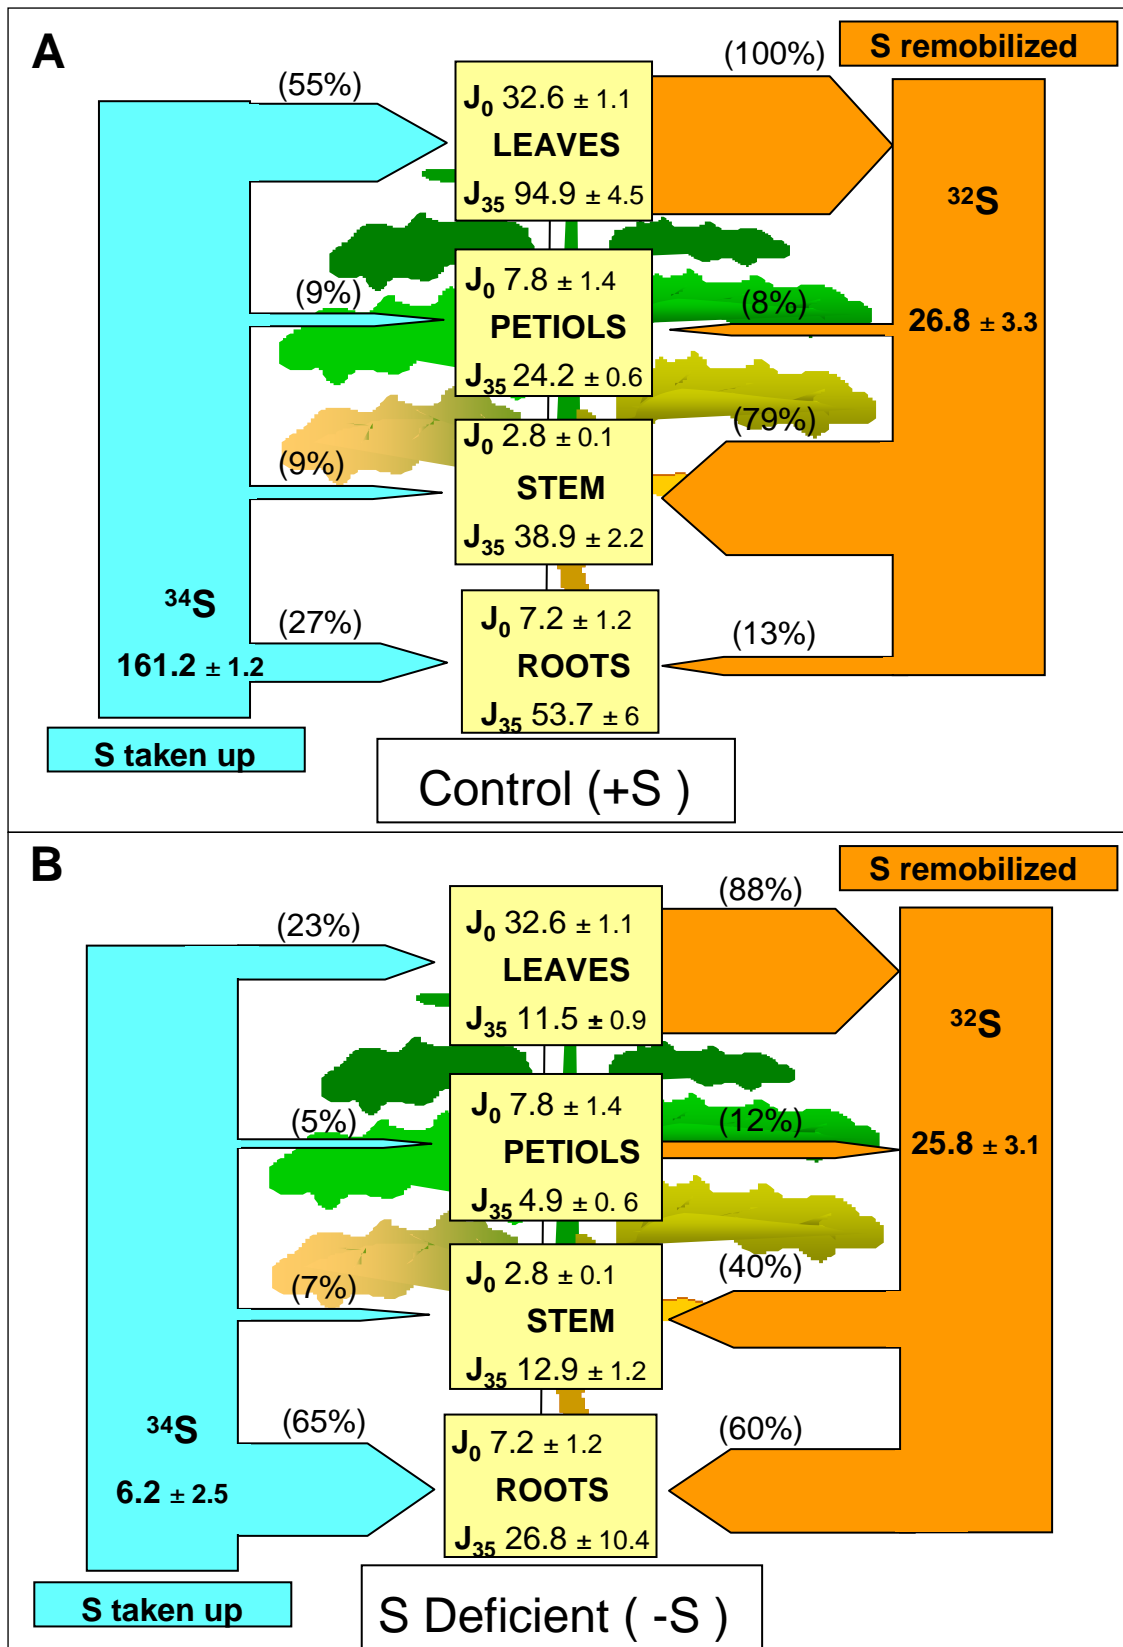 A
S remobilized
(100%)
(55%)
J0 32.6 ± 1.1
LEAVES
J35 94.9 ± 4.5
32S
26.8 ± 3.3
(9%)
J0 7.8 ± 1.4
PETIOLS
J35 24.2 ± 0.6
(8%)
(9%)
J0 2.8 ± 0.1
STEM
J35 38.9 ± 2.2
(79%)
34S
161.2 ± 1.2
(27%)
J0 7.2 ± 1.2
ROOTS
J35 53.7 ± 6
(13%)
S taken up
Control (+S )
B
S remobilized
(88%)
(23%)
J0 32.6 ± 1.1
LEAVES
J35 11.5 ± 0.9
32S
25.8 ± 3.1
(5%)
J0 7.8 ± 1.4
PETIOLS
J35 4.9 ± 0. 6
(12%)
(7%)
J0 2.8 ± 0.1
STEM
J35 12.9 ± 1.2
(40%)
34S
6.2 ± 2.5
(65%)
J0 7.2 ± 1.2
ROOTS
J35 26.8 ± 10.4
(60%)
S taken up
S Deficient ( -S )